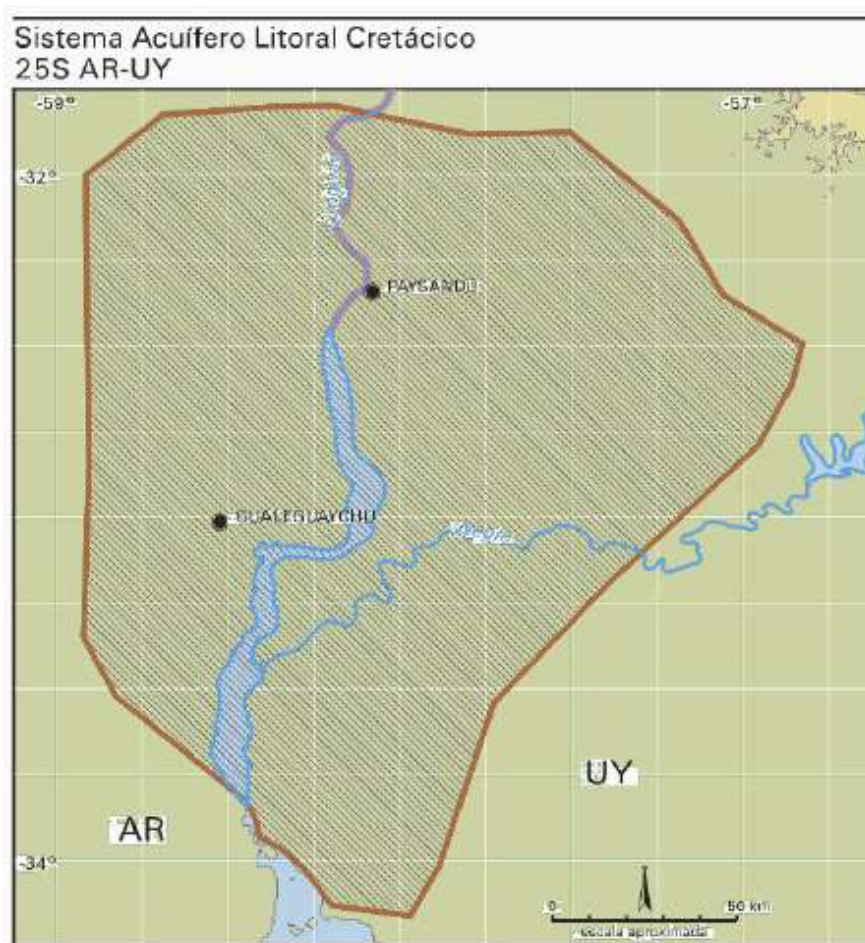 Sistema Acuífero Litoral Cretácico
25S AR-UY
-59°
-57°
-32°
PAYSANDÚ
GUALEGUAYCHU
UY
AR
-34°
0 50 km
escala aproximada